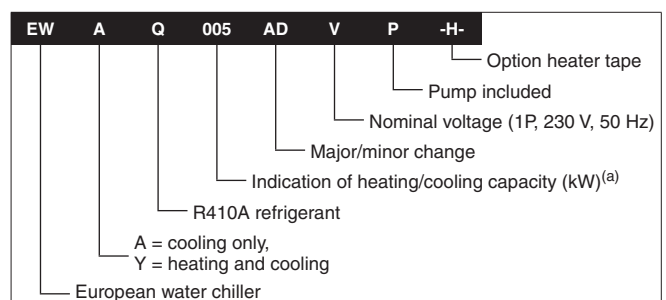 EW A Q 005 AD V P -H-
Option heater tape
Pump included
Nominal voltage (1P, 230 V, 50 Hz)
Major/minor change
Indication of heating/cooling capacity (kW)(a)
R410A refrigerant
A = cooling only,
Y = heating and cooling
European water chiller